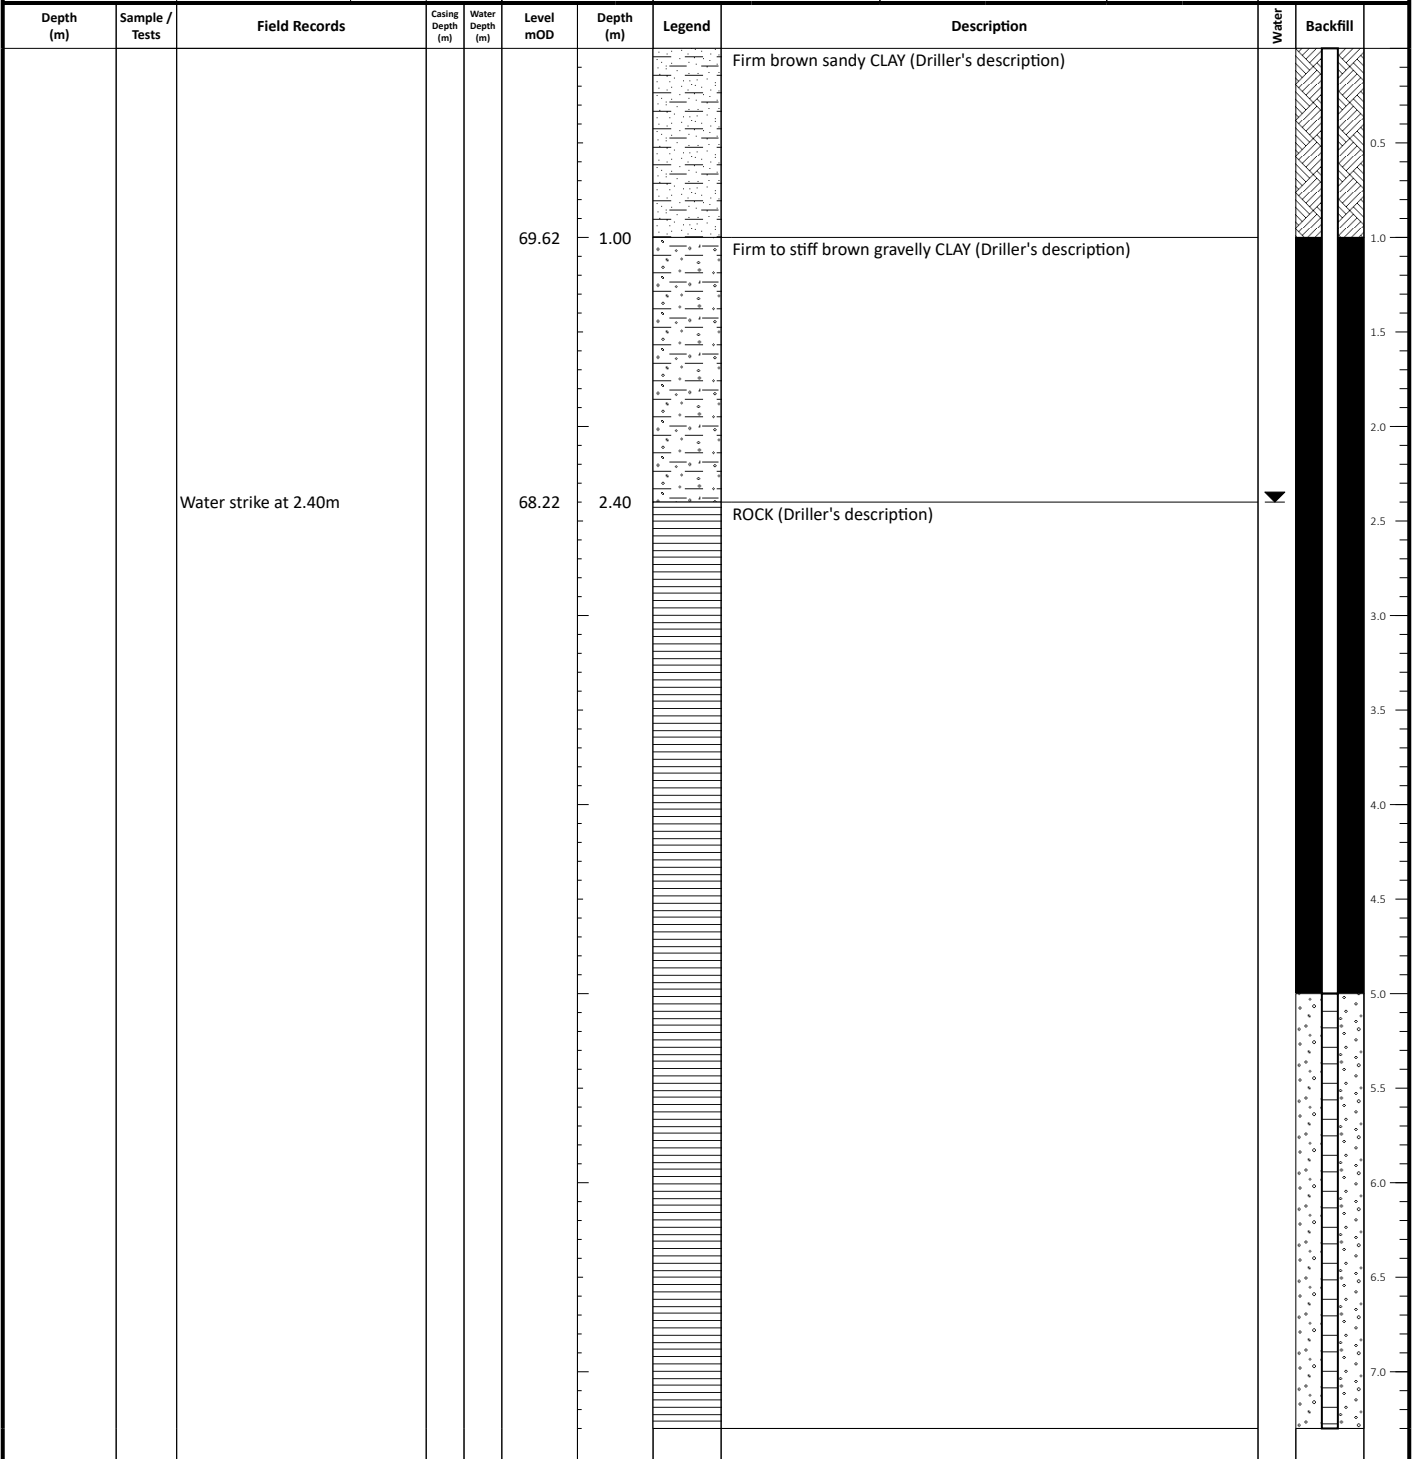 Depth
(m)
Sample /
Tests
Field Records
Casing
Depth
(m)
Water
Depth
(m)
Level
mOD
Depth
(m)
Legend
Description
Water
Backfill
Firm brown sandy CLAY (Driller's description)
0.5
69.62 1.00 1.0
Firm to stiff brown gravelly CLAY (Driller's description)
1.5
2.0
Water strike at 2.40m 68.22 2.40
ROCK (Driller's description)
2.5
3.0
3.5
4.0
4.5
5.0
5.5
6.0
6.5
7.0